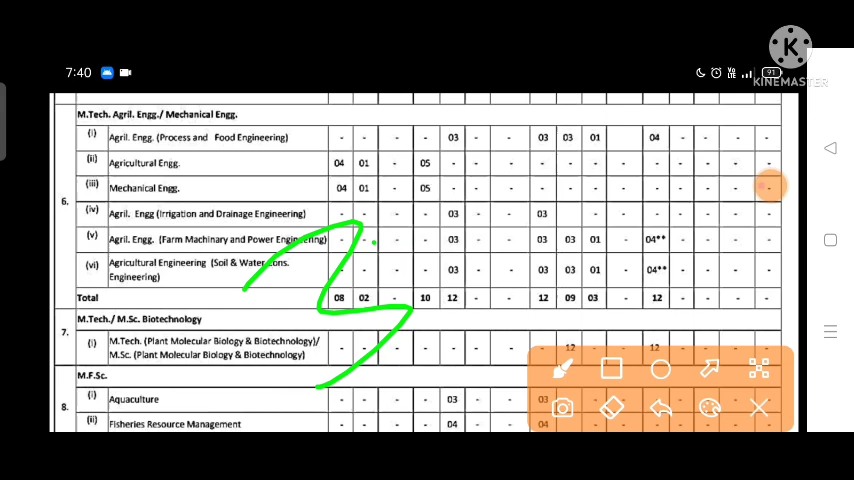 7:40
Vo LTE
91
K
KINEMASTER
M.Tech. Agril. Engg./ Mechanical Engg.
(i) Agril. Engg. (Process and Food Engineering) - - - - 03 - - 03 03 01 04 - - - -
(ii) Agricultural Engg. 04 01 - 05 - - - - - - - - - - - -
6. (iii) Mechanical Engg. 04 01 - 05 - - - - - - - - - - - -
(iv) Agril. Engg (Irrigation and Drainage Engineering) - - - - 03 - - 03 - - - - - - - -
(v) Agril. Engg. (Farm Machinary and Power Engineering) - - - 03 - - 03 03 01 - 04** - - - -
(vi) Agricultural Engineering (Soil & Water Cons. Engineering) - - - - 03 - - 03 03 01 - 04** - - - -
Total 08 02 - 10 12 - - 12 09 03 - 12 - - - -
7. M.Tech./ M.Sc. Biotechnology
(i) M.Tech. (Plant Molecular Biology & Biotechnology)/
M.Sc. (Plant Molecular Biology & Biotechnology) - - - - - - - - 12 - - 12 - - - -
M.F.Sc.
8. (i) Aquaculture - - - - 03 - - 03
(ii) Fisheries Resource Management - - - - 04 - - 04